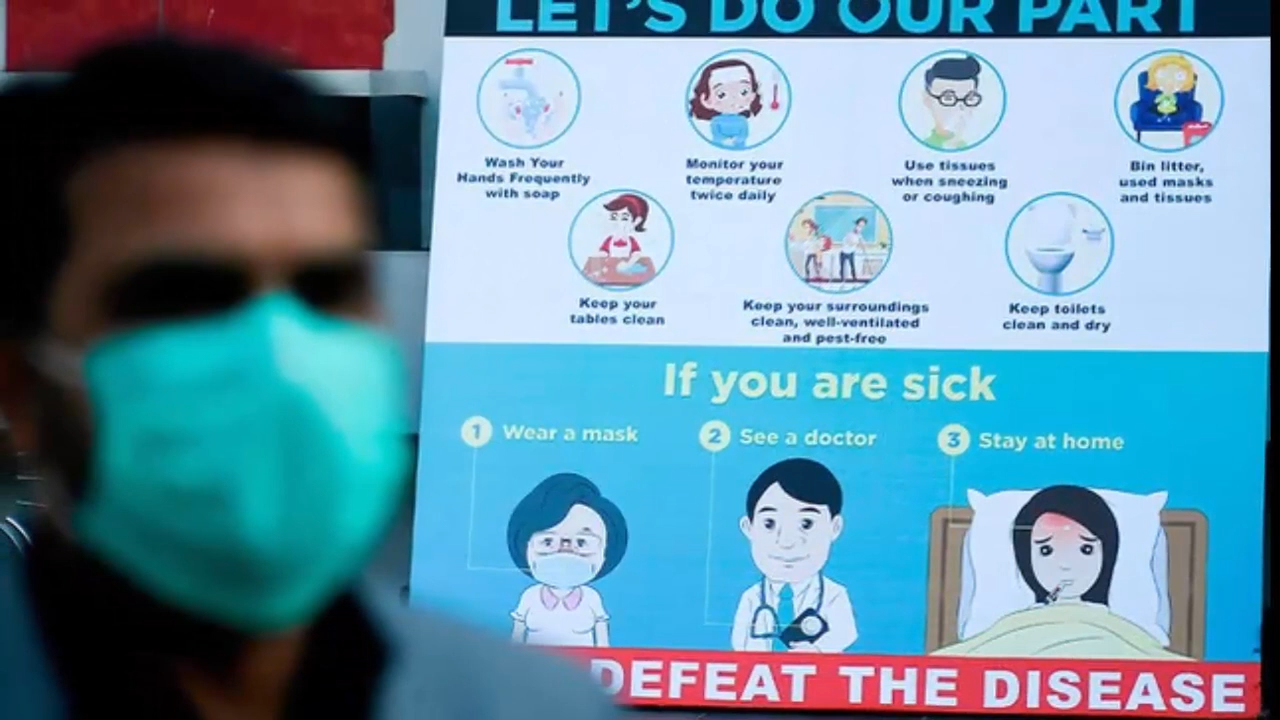 LET'S DO OUR PART
Wash Your
Hands Frequently
with soap
Monitor your
temperature
twice daily
Use tissues
when sneezing
or coughing
Bin litter,
used masks
and tissues
Keep your
tables clean
Keep your surroundings
clean, well-ventilated
and pest-free
Keep toilets
clean and dry
If you are sick
1 Wear a mask
2 See a doctor
3 Stay at home
DEFEAT THE DISEASE